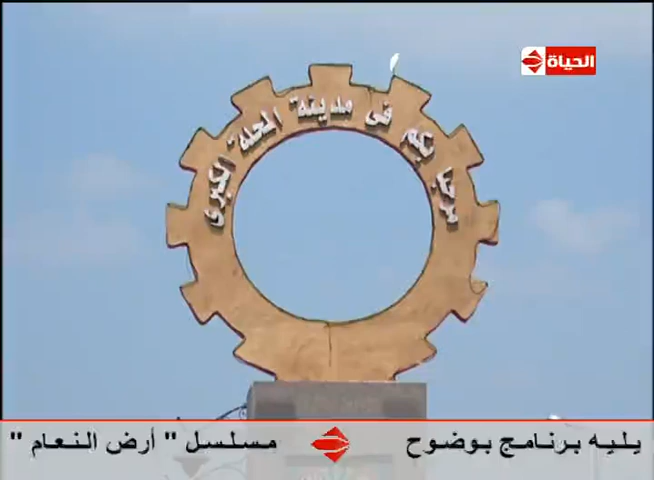 الحياة
مرحبا بكم فى مدينة المحلة الكبرى
يليه برنامج بوضوح
مسلسل " أرض النعام "